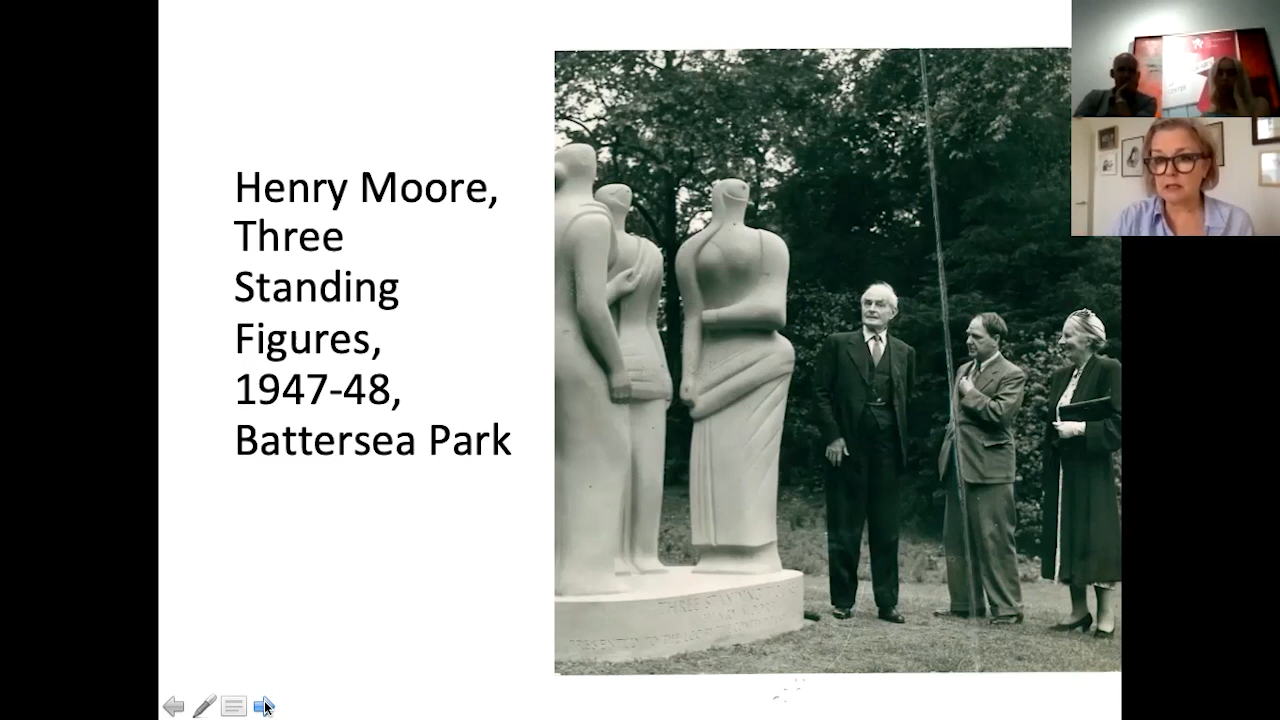 Henry Moore,
Three
Standing
Figures,
1947-48,
Battersea Park